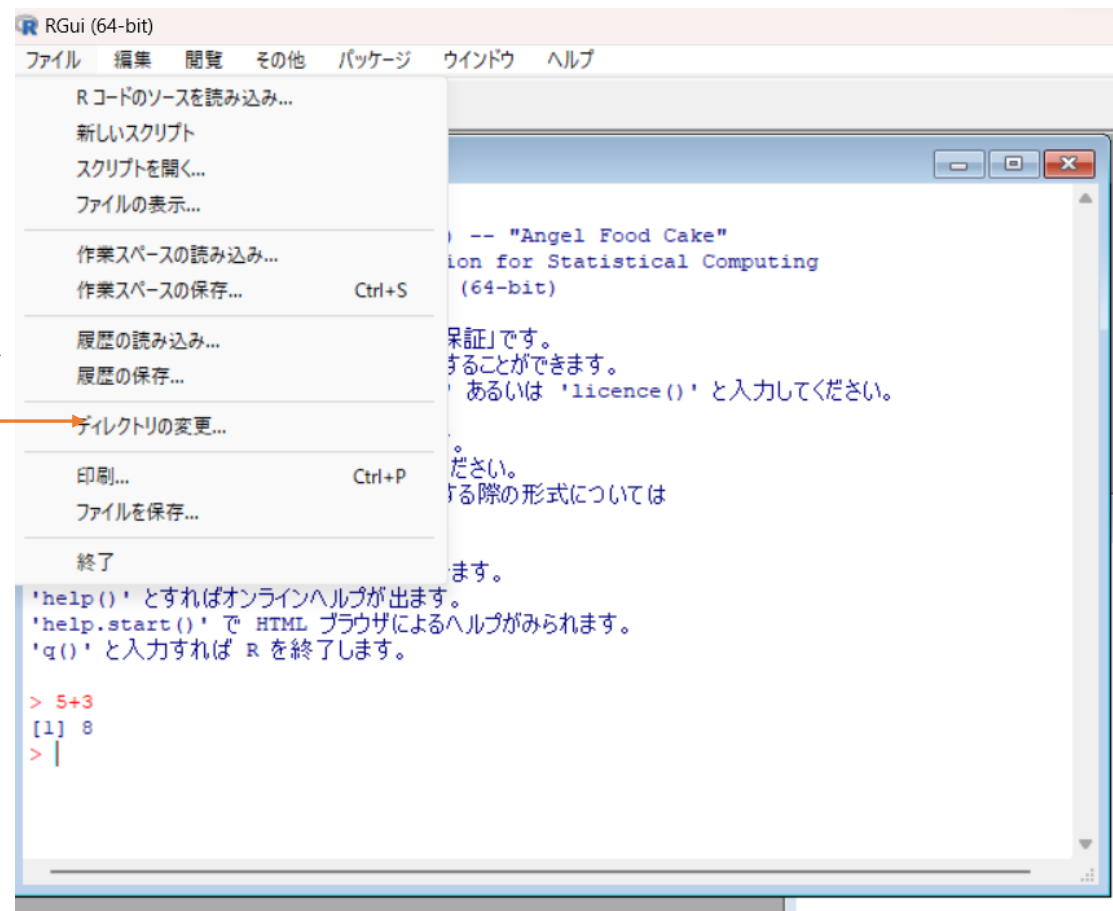 RGui (64-bit)
ファイル 編集 閲覧 その他 パッケージ ウインドウ ヘルプ
R コードのソースを読み込み...
新しいスクリプト
スクリプトを開く...
ファイルの表示...
作業スペースの読み込み...
作業スペースの保存... Ctrl+S
履歴の読み込み...
履歴の保存...
ディレクトリの変更...
印刷... Ctrl+P
ファイルを保存...
終了
) -- "Angel Food Cake"
ion for Statistical Computing
(64-bit)
保証」です。
することができます。
' あるいは 'licence()' と入力してください。
。
ださい。
する際の形式については
ます。
'help()' とすればオンラインヘルプが出ます。
'help.start()' で HTML ブラウザによるヘルプがみられます。
'q()' と入力すれば R を終了します。
> 5+3
[1] 8
>